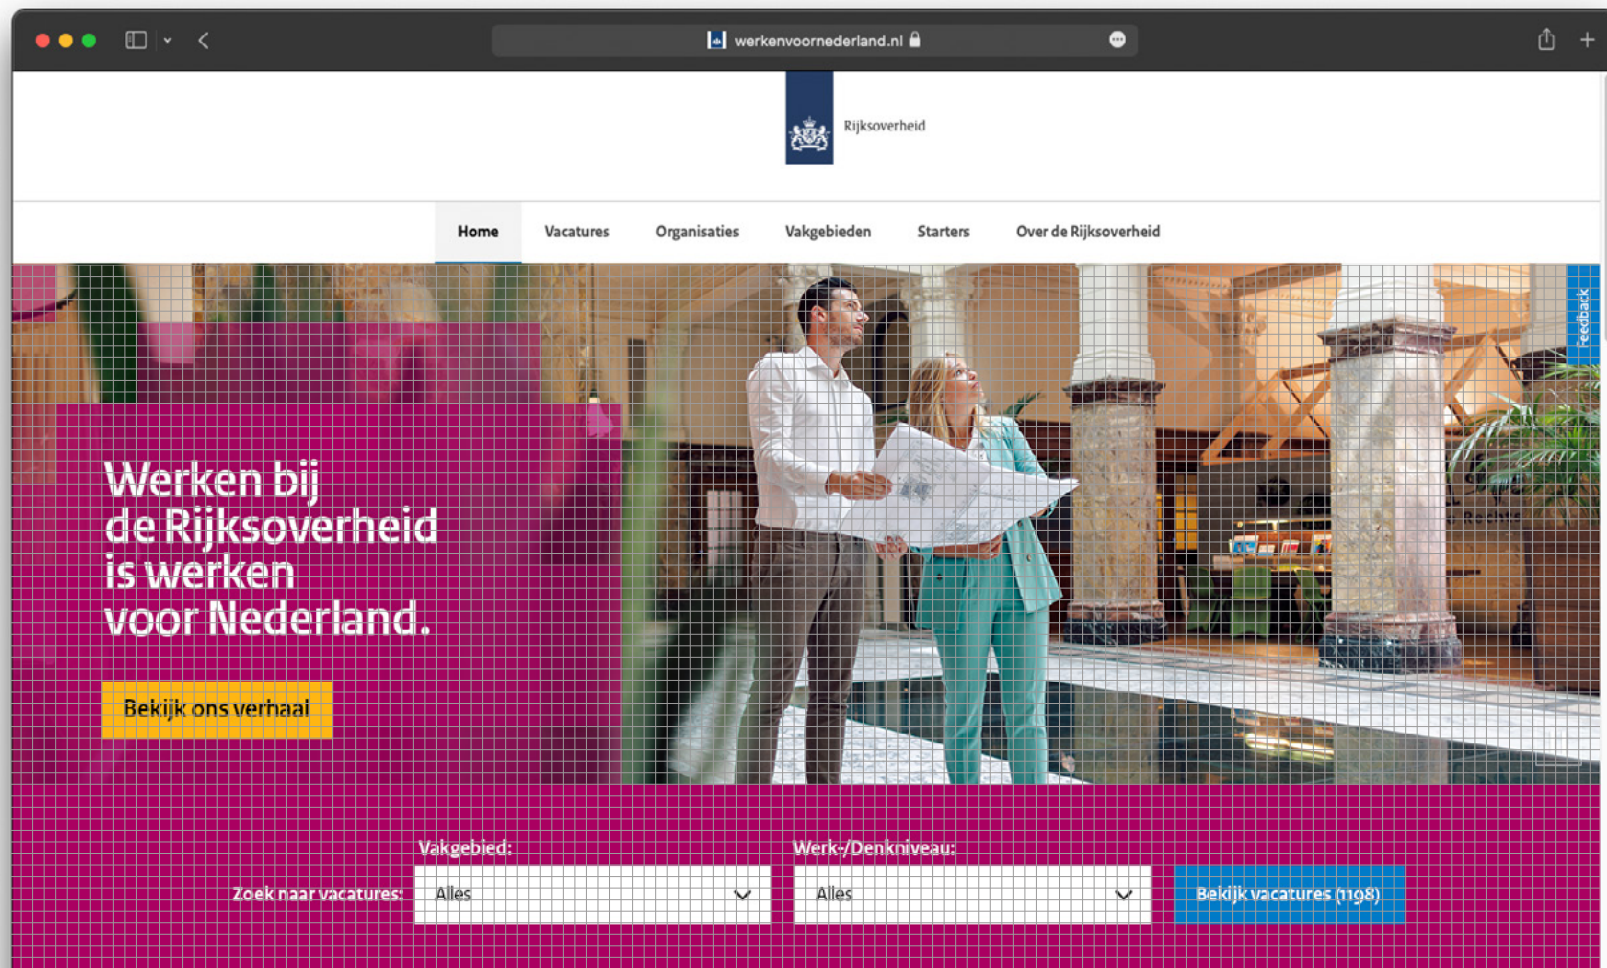 werkenvoornederland.nl
Rijksoverheid
Home Vacatures Organisaties Vakgebieden Starters Over de Rijksoverheid
Feedback
Werken bij
de Rijksoverheid
is werken
voor Nederland.
Rechts
Bekijk ons verhaal
Vakgebied: Werk-/Denkniveau:
Zoek naar vacatures: Alles Alles Bekijk vacatures (1198)